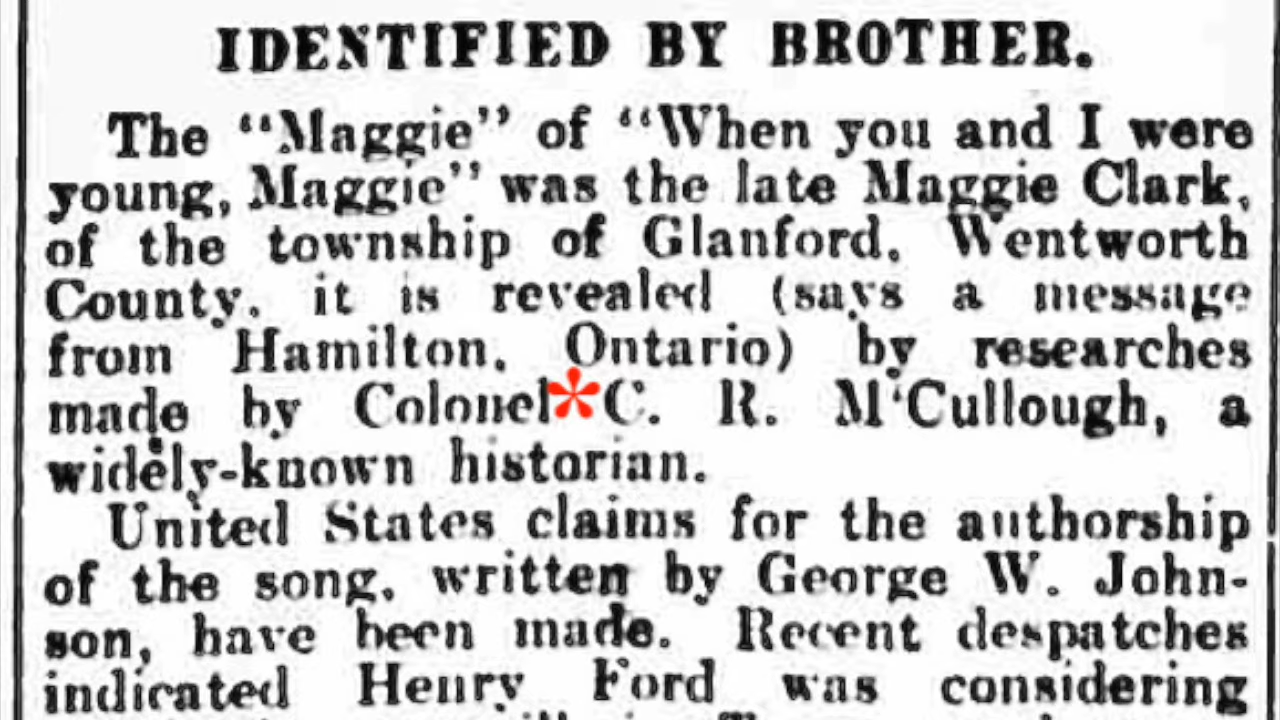 IDENTIFIED BY BROTHER.
The "Maggie" of "When you and I were
young, Maggie" was the late Maggie Clark,
of the township of Glanford, Wentworth
County, it is revealed (says a message
from Hamilton, Ontario) by researches
made by Colonel*C. R. M'Cullough, a
widely-known historian.
United States claims for the authorship
of the song, written by George W. John-
son, have been made. Recent despatches
indicated Henry Ford was considering